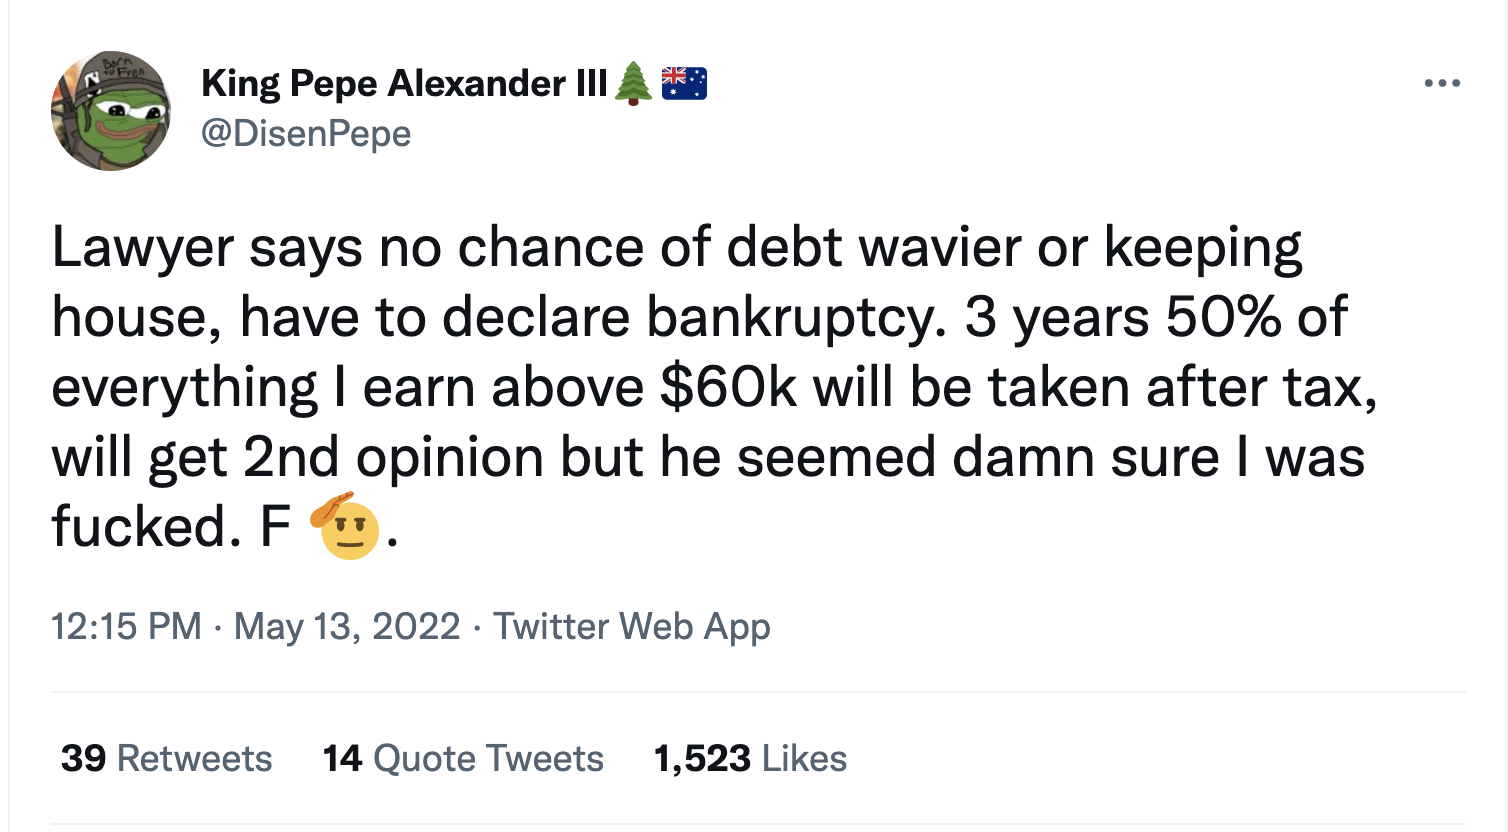 Born
to Fren
N
King Pepe Alexander III🌲🇦🇺
@DisenPepe
Lawyer says no chance of debt wavier or keeping
house, have to declare bankruptcy. 3 years 50% of
everything I earn above $60k will be taken after tax,
will get 2nd opinion but he seemed damn sure I was
fucked. F 🫡.
12:15 PM · May 13, 2022 · Twitter Web App
39 Retweets 14 Quote Tweets 1,523 Likes